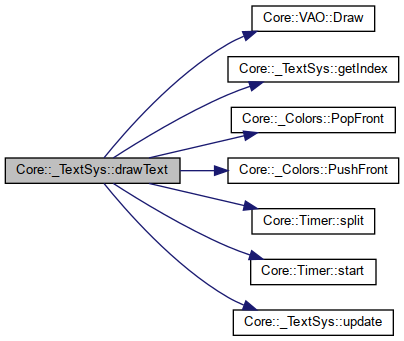 Core::VAO::Draw
Core::_TextSys::getIndex
Core::_Colors::PopFront
Core::_TextSys::drawText
Core::_Colors::PushFront
Core::Timer::split
Core::Timer::start
Core::_TextSys::update